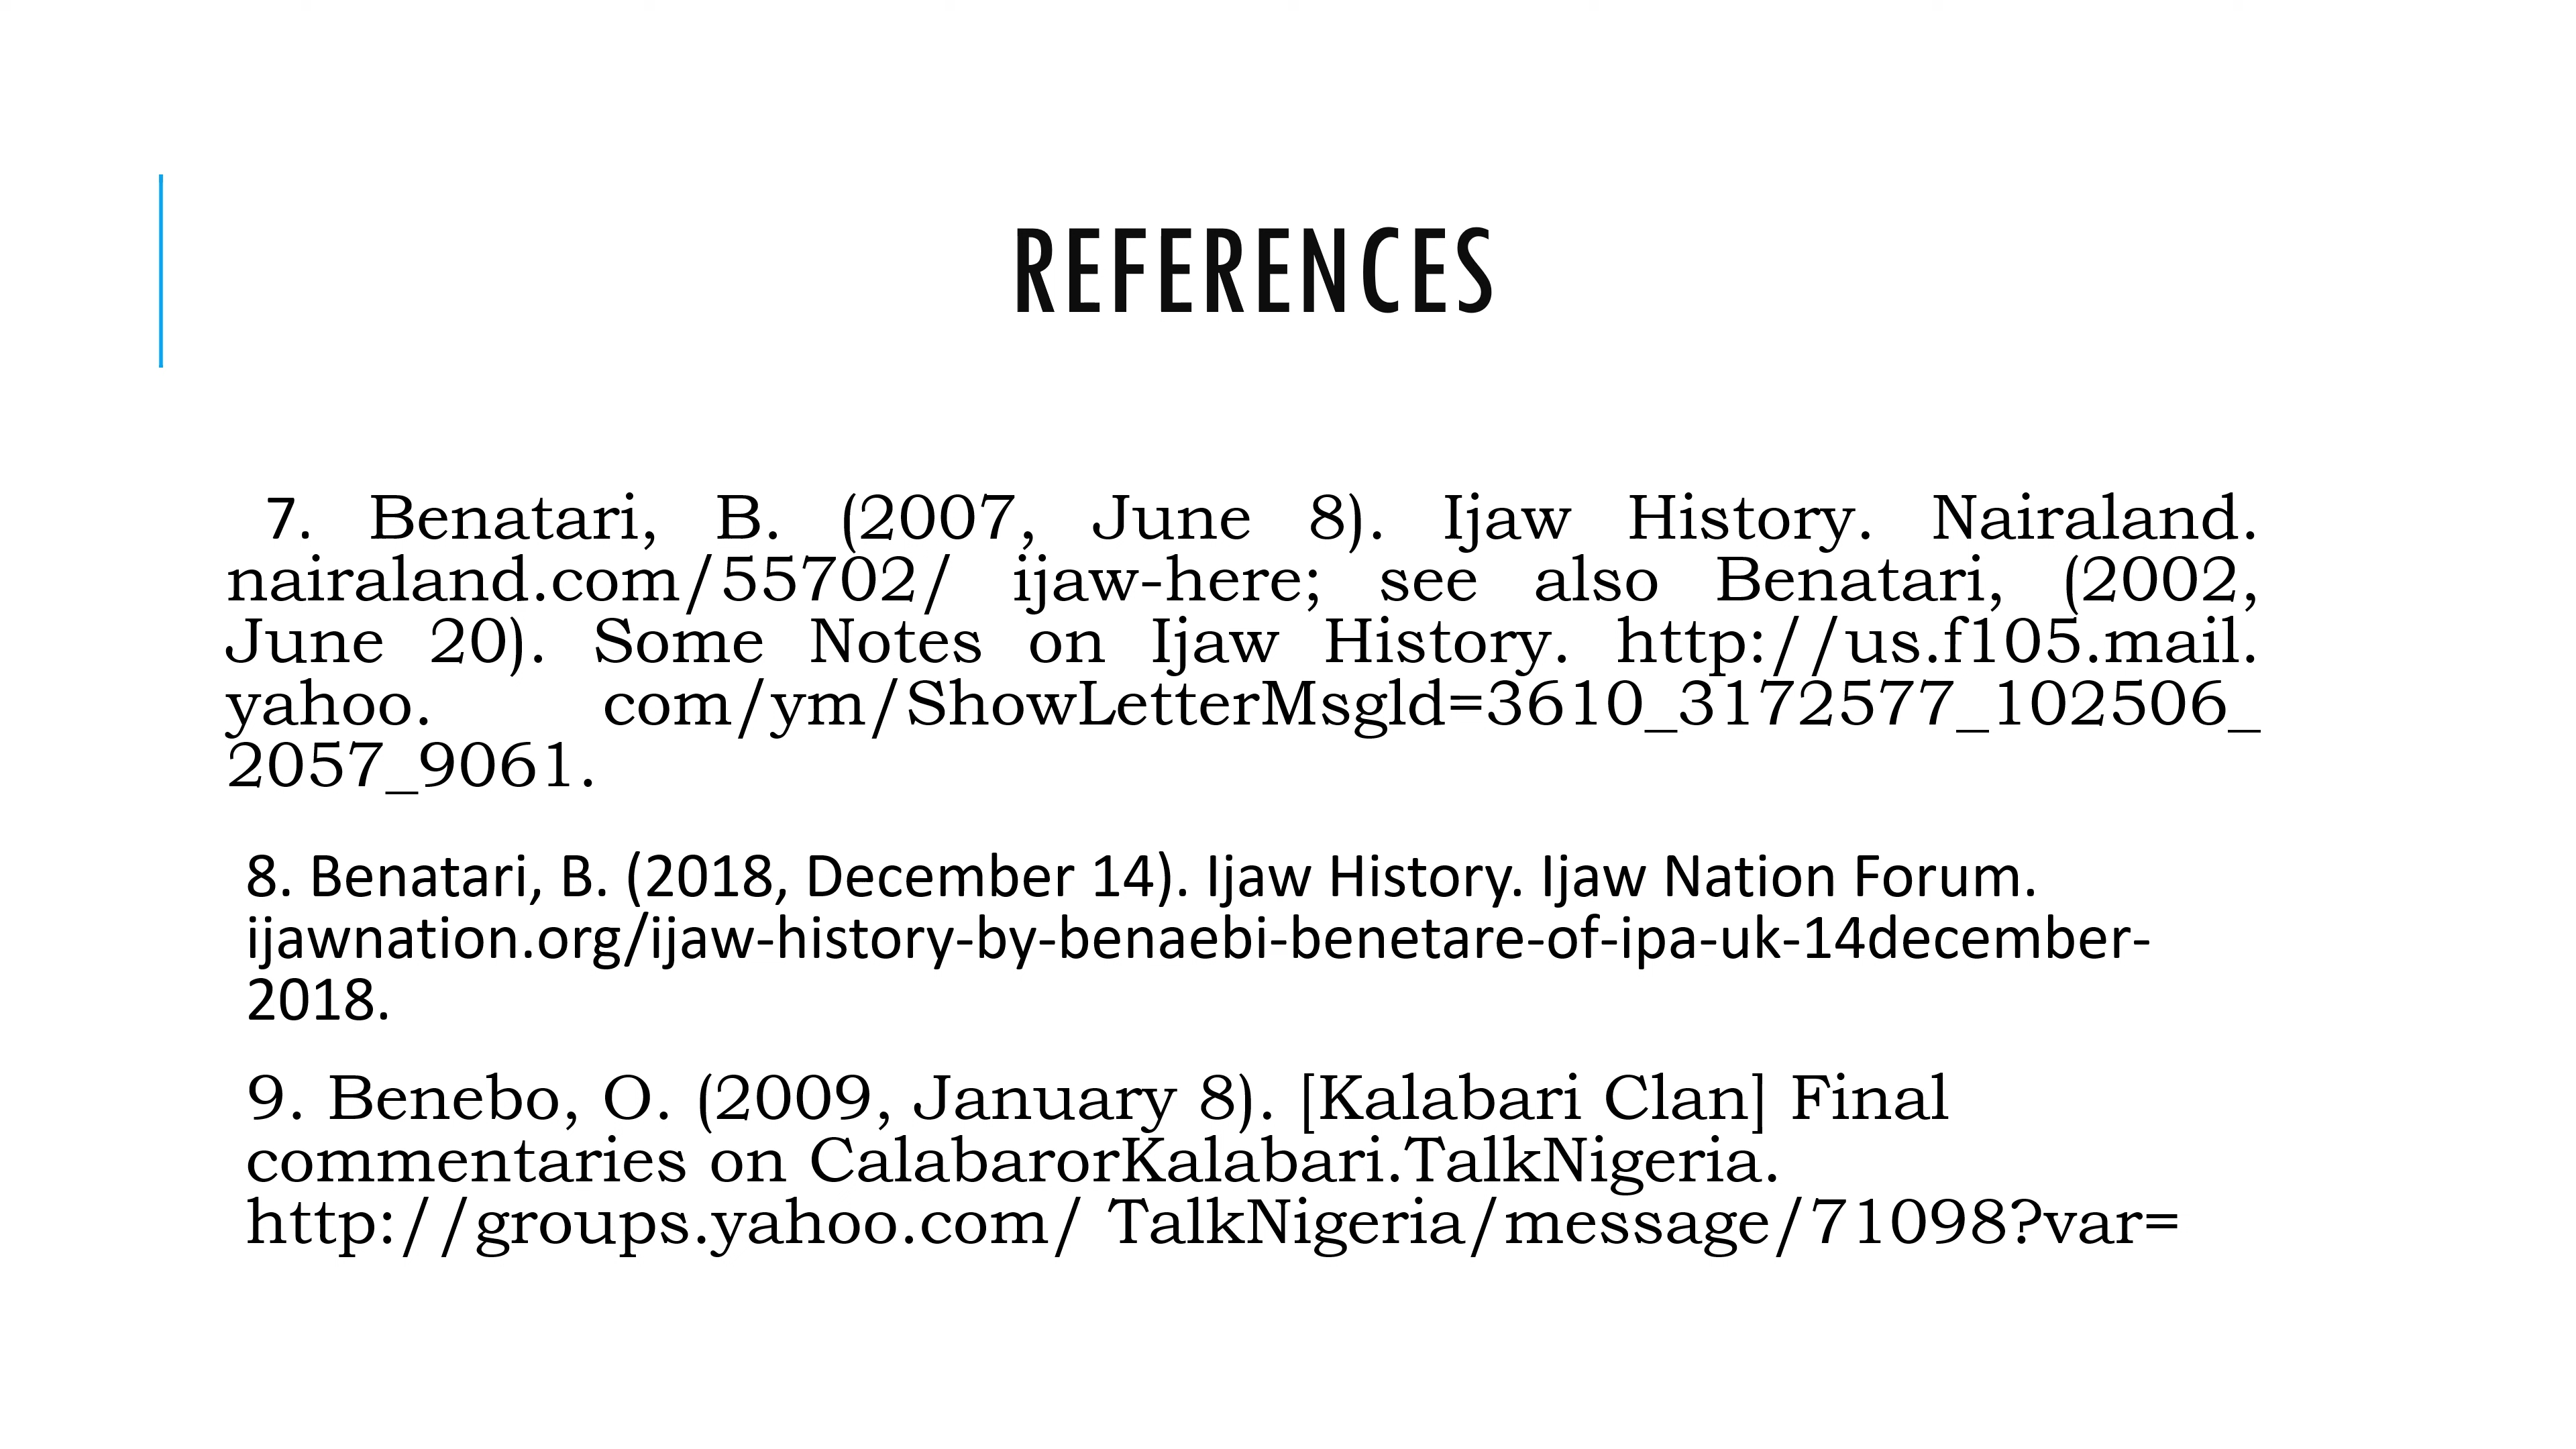 REFERENCES
7. Benatari, B. (2007, June 8). Ijaw History. Nairaland.
nairaland.com/55702/ ijaw-here; see also Benatari, (2002,
June 20). Some Notes on Ijaw History. http://us.f105.mail.
yahoo. com/ym/ShowLetterMsgld=3610_3172577_102506_
2057_9061.
8. Benatari, B. (2018, December 14). Ijaw History. Ijaw Nation Forum.
ijawnation.org/ijaw-history-by-benaebi-benetare-of-ipa-uk-14december-
2018.
9. Benebo, O. (2009, January 8). [Kalabari Clan] Final
commentaries on CalabarorKalabari.TalkNigeria.
http://groups.yahoo.com/ TalkNigeria/message/71098?var=